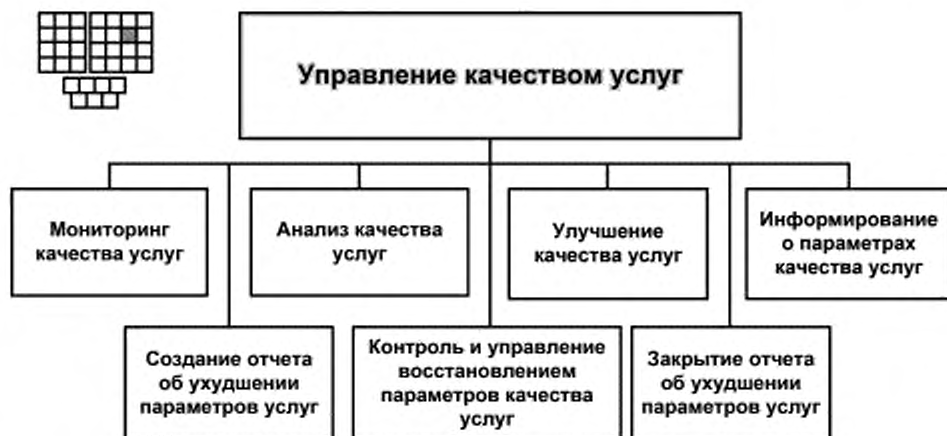 Управление качеством услуг
Мониторинг
качества услуг
Анализ качества
услуг
Улучшение
качества услуг
Информирование
о параметрах
качества услуг
Создание отчета
об ухудшении
параметров услуг
Контроль и управление
восстановлением
параметров качества
услуг
Закрытие отчета
об ухудшении
параметров услуг